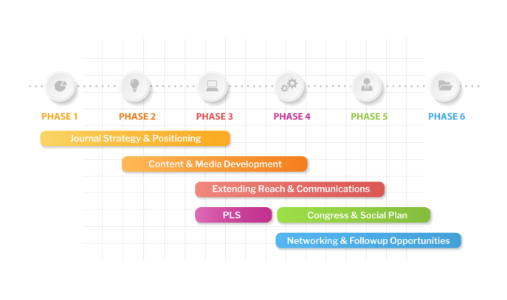 PHASE 1
PHASE 2
PHASE 3
PHASE 4
PHASE 5
PHASE 6
Journal Strategy & Positioning
Content & Media Development
Extending Reach & Communications
PLS
Congress & Social Plan
Networking & Followup Opportunities